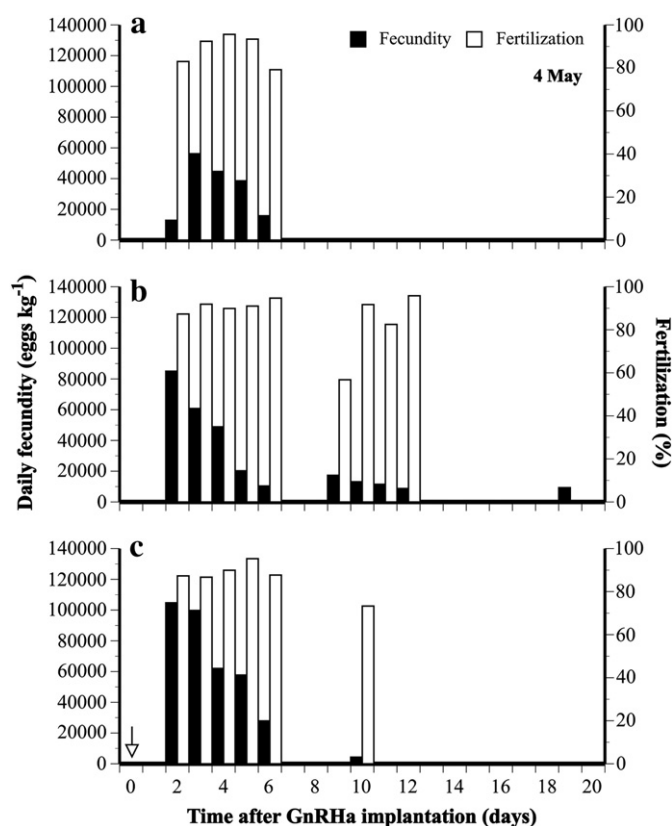 a
Fecundity Fertilization
4 May
140000 100
120000 80
100000
80000 60
60000 40
40000
20000 20
0 0
b
140000 100
120000 80
100000
80000 60
60000 40
40000
20000 20
0 0
c
140000 100
120000 80
100000
80000 60
60000 40
40000
20000 20
0 0
Daily fecundity (eggs kg⁻¹)
Fertilization (%)
0 2 4 6 8 10 12 14 16 18 20
Time after GnRHa implantation (days)